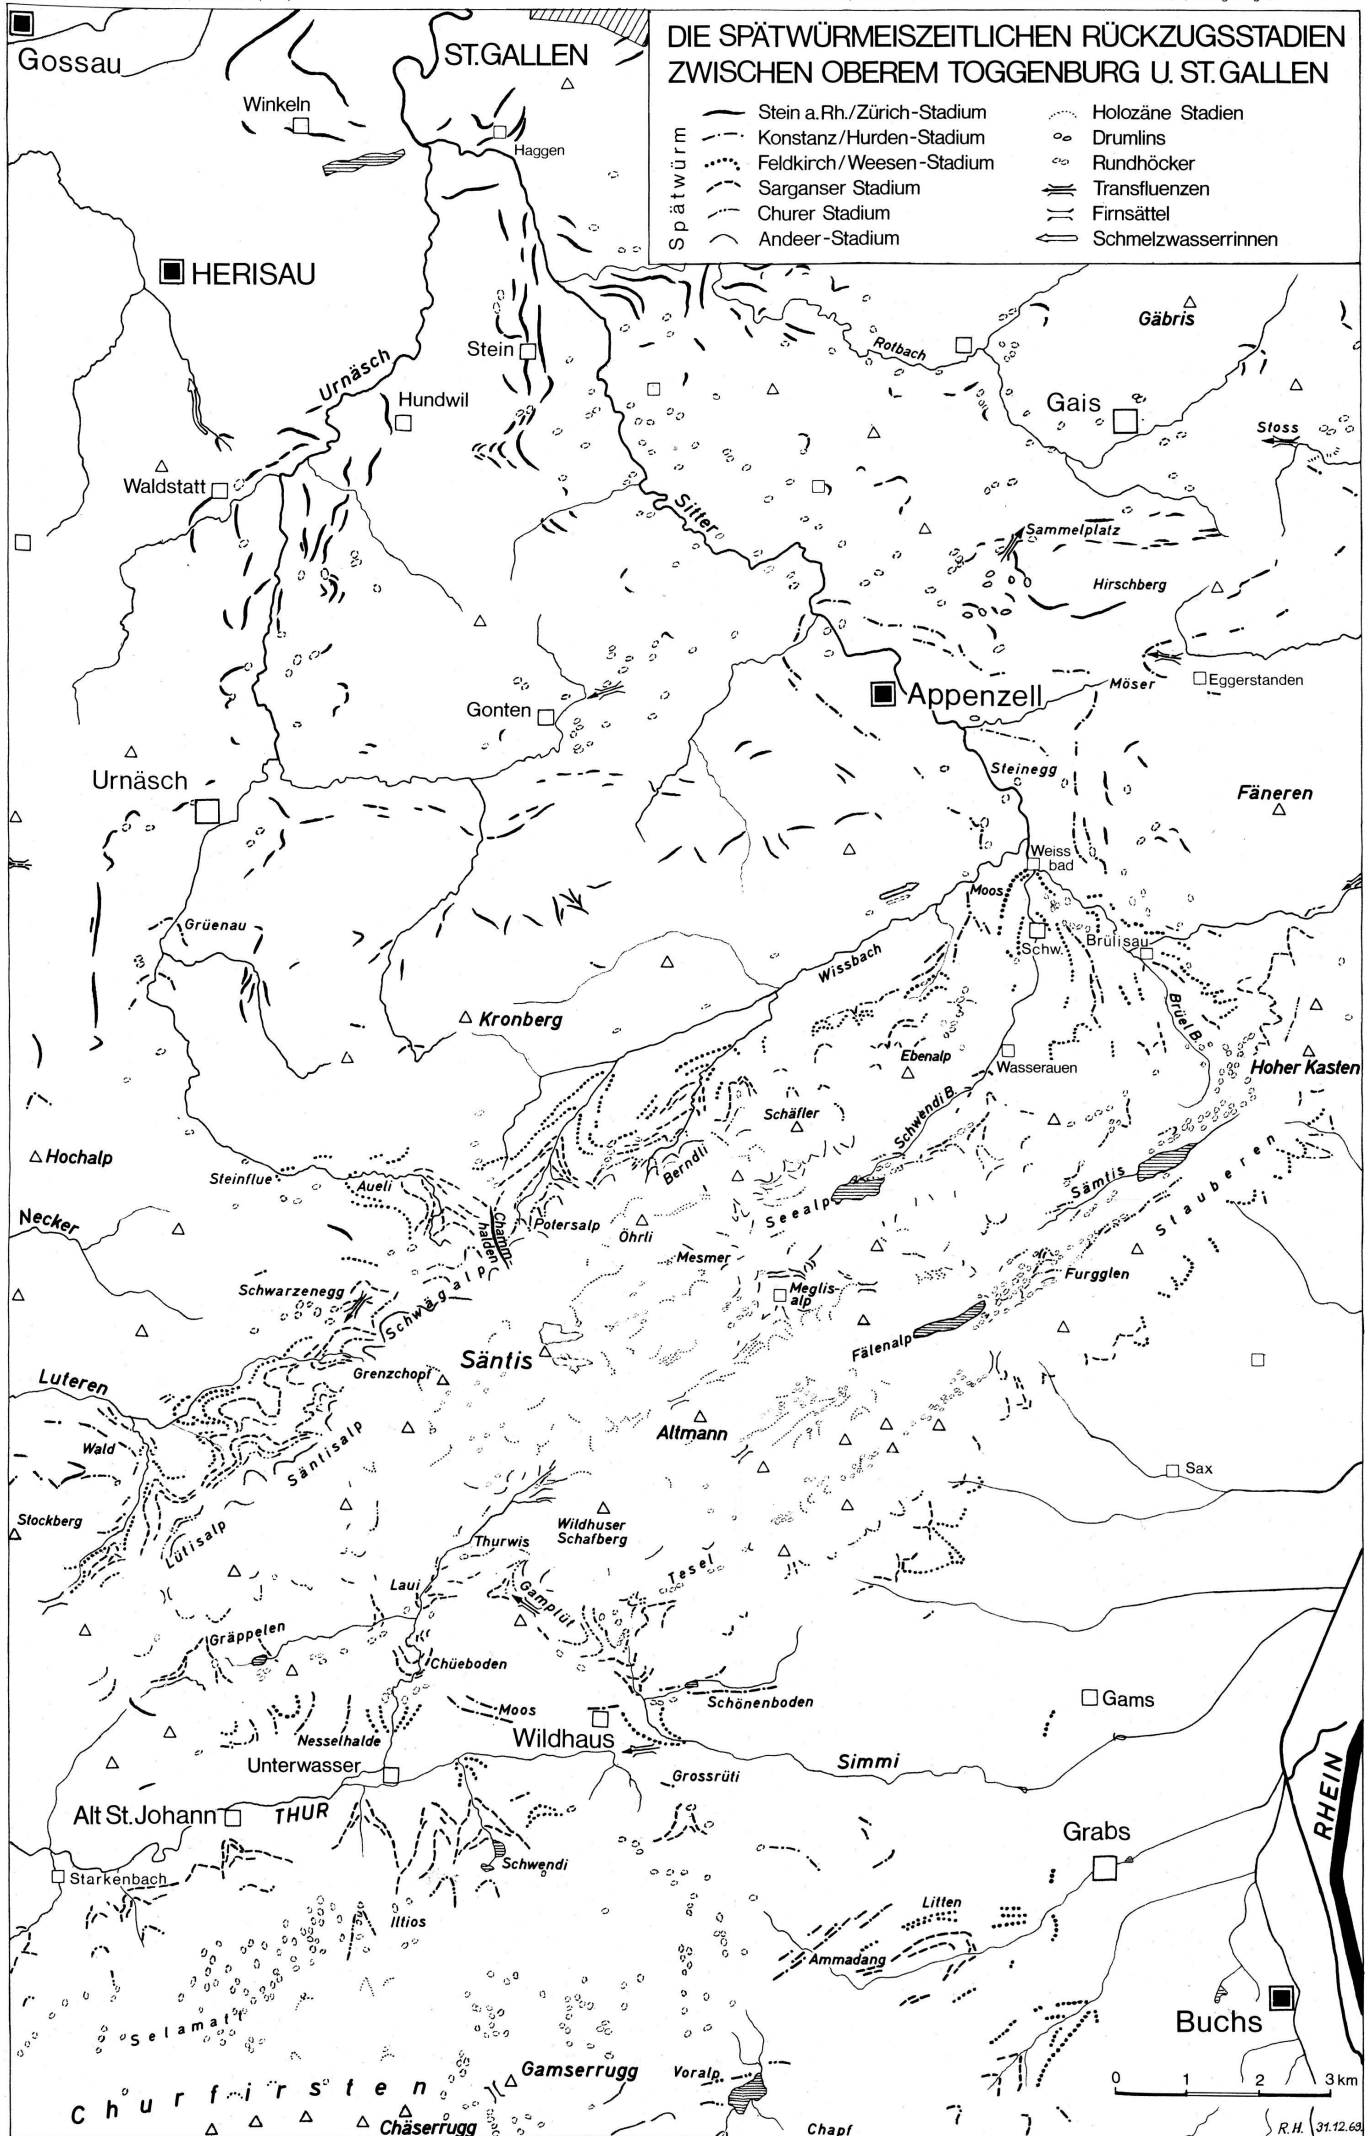 DIE SPÄTWÜRMEISZEITLICHEN RÜCKZUGSSTADIEN
ZWISCHEN OBEREM TOGGENBURG U. ST. GALLEN
Spätwürm
Stein a. Rh./Zürich-Stadium
Konstanz/Hurden-Stadium
Feldkirch/Weesen-Stadium
Sarganser Stadium
Churer Stadium
Andeer-Stadium
Holozäne Stadien
Drumlins
Rundhöcker
Transfluenzen
Firnsättel
Schmelzwasserrinnen
Gossau
ST. GALLEN
Winkeln
Haggen
HERISAU
Gäbris
Stein
Rotbach
Urnäsch
Hundwil
Gais
Stoss
Waldstatt
Sitter
Sammelplatz
Hirschberg
Eggerstanden
Möser
Appenzell
Gonten
Steinegg
Urnäsch
Fäneren
Weiss
bad
Moos
Grüenau
Schw.
Brülisau
Wissbach
Brüel B.
Kronberg
Ebenalp
Wasserauen
Hoher Kasten
Schäfler
Schwendi B.
Hochalp
Steinflue
Aueli
Berndli
Sämtis
Stauberen
Necker
Chamm
halden
Potersalp
Öhrli
Seealp
Mesmer
Furgglen
Schwarzenegg
Schwägalp
Meglis-
alp
Fälenalp
Säntis
Grenzchopf
Luteren
Altmann
Wald
Säntisalp
Sax
Stockberg
Lütisalp
Thurwis
Wildhuser
Schafberg
Tesel
Laui
Gamplüt
Gräppelen
Chüeboden
Schönenboden
Gams
Moos
Nesselhalde
Wildhaus
Unterwasser
Simmi
Grossrüti
RHEIN
Alt St. Johann
THUR
Grabs
Schwendi
Starkenbach
Iltios
Litten
Ammadang
Selamatt
Buchs
Gamserrugg
Voralp
Churfirsten
Chäserrugg
Chapf
0 1 2 3 km
R.H. 31.12.69